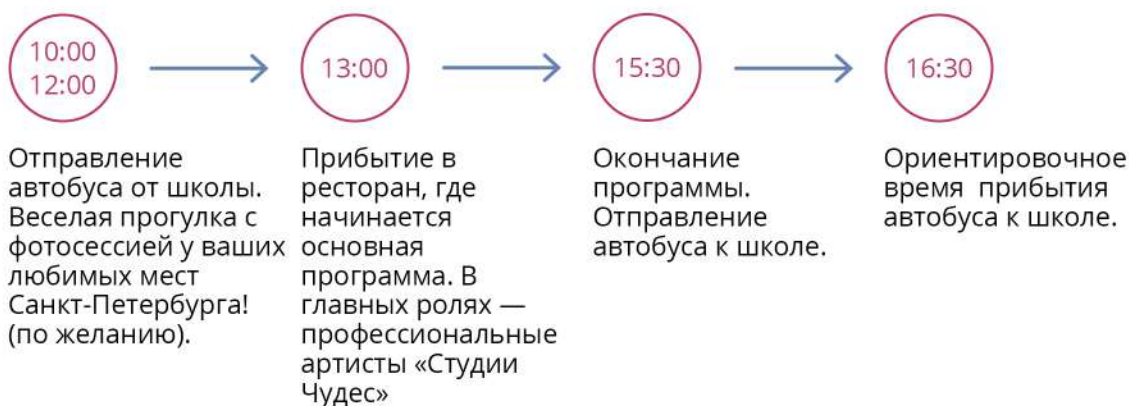 10:00
12:00
13:00
15:30
16:30
Отправление
автобуса от школы.
Веселая прогулка с
фотосессией у ваших
любимых мест
Санкт-Петербурга!
(по желанию).
Прибытие в
ресторан, где
начинается
основная
программа. В
главных ролях —
профессиональные
артисты «Студии
Чудес»
Окончание
программы.
Отправление
автобуса к школе.
Ориентировочное
время прибытия
автобуса к школе.